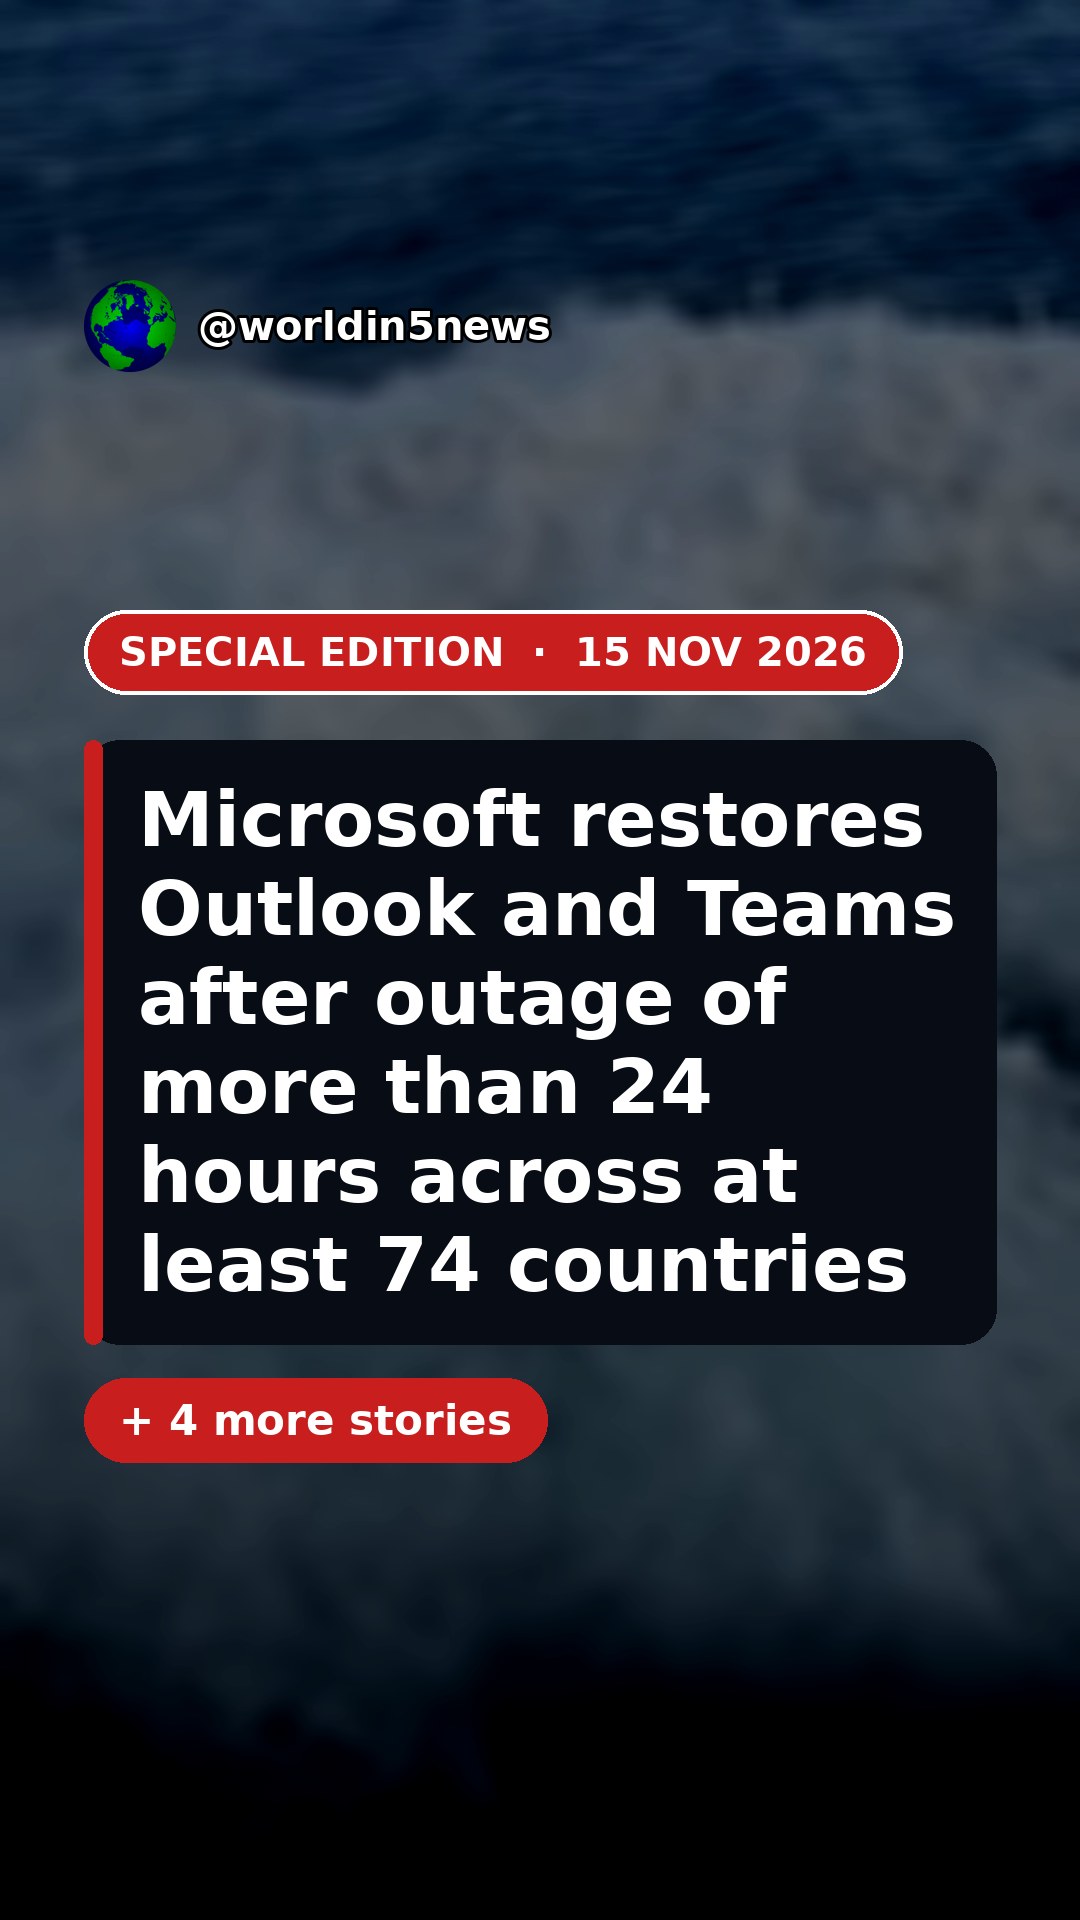 @worldin5news
SPECIAL EDITION · 15 NOV 2026
Microsoft restores
Outlook and Teams
after outage of
more than 24
hours across at
least 74 countries
+ 4 more stories